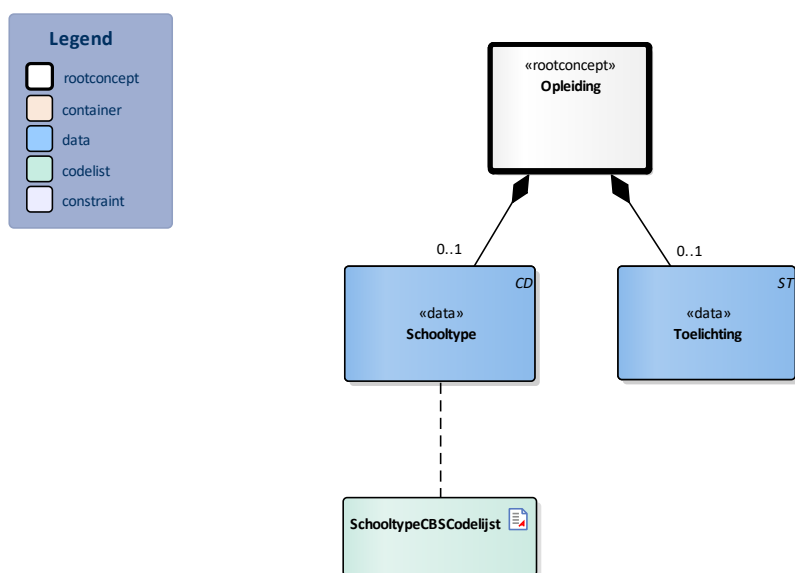 Legend
rootconcept
container
data
codelist
constraint
«rootconcept»
Opleiding
0..1
0..1
CD
«data»
Schooltype
ST
«data»
Toelichting
SchooltypeCBSCodelijst